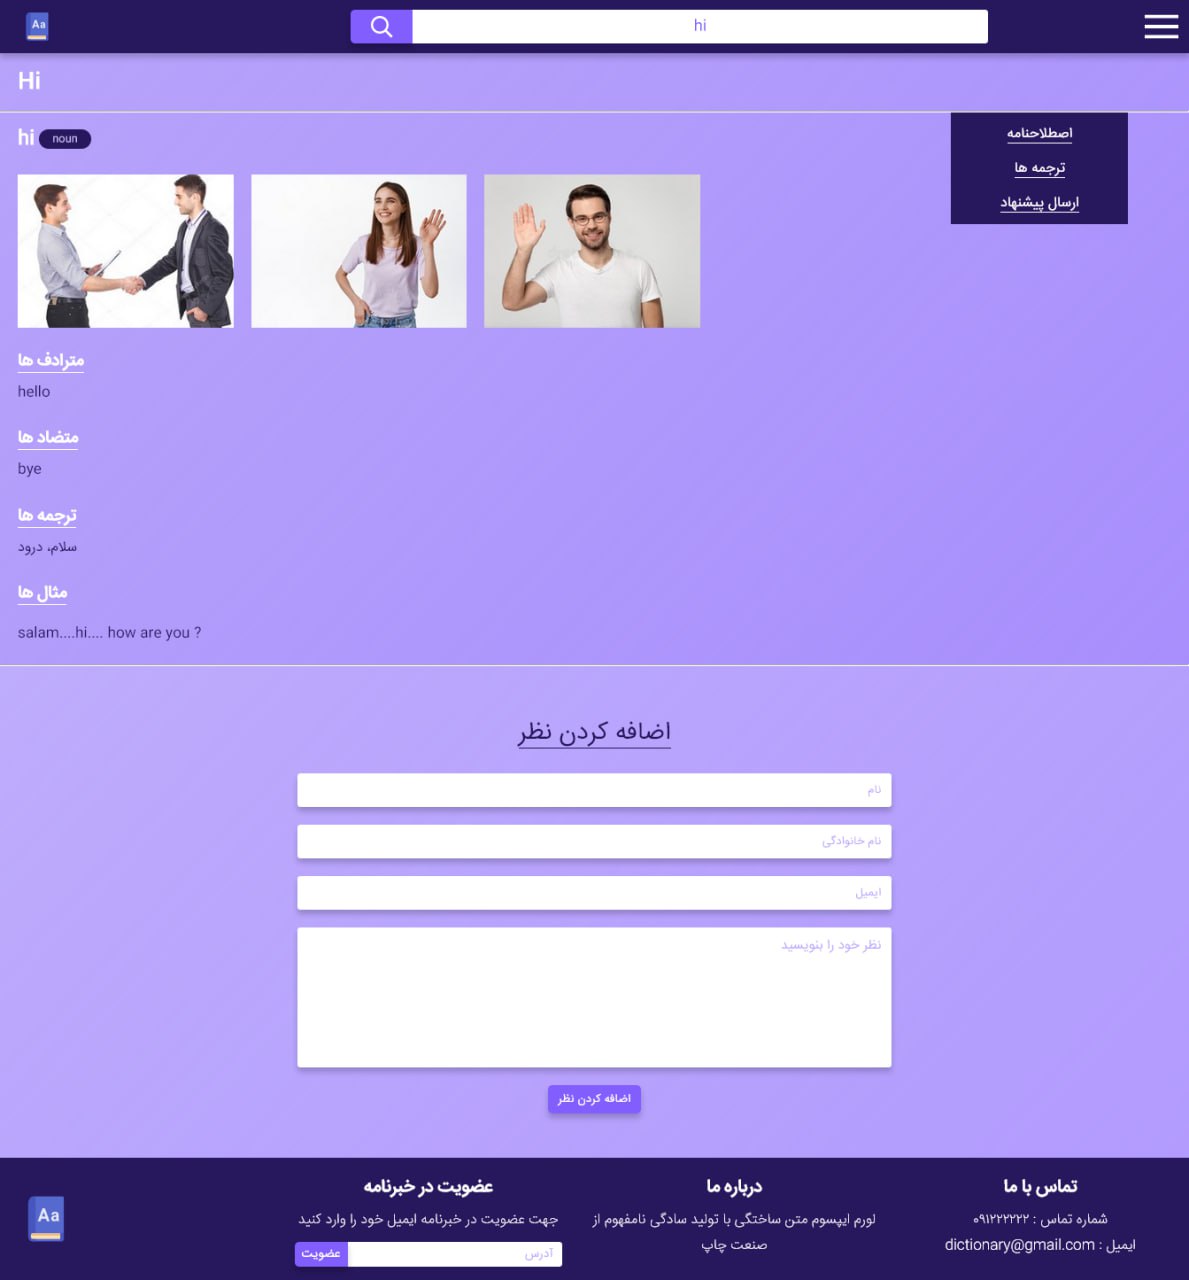 Aa
hi
Hi
hi noun
اصطلاحنامه
ترجمه ها
ارسال پیشنهاد
مترادف ها
hello
متضاد ها
bye
ترجمه ها
سلام، درود
مثال ها
salam....hi.... how are you ?
اضافه کردن نظر
نام
نام خانوادگی
ایمیل
نظر خود را بنویسید
اضافه کردن نظر
تماس با ما
شماره تماس : ۰۹۱۲۲۲۲۲۲
ایمیل : dictionary@gmail.com
درباره ما
لورم ایپسوم متن ساختگی با تولید سادگی نامفهوم از
صنعت چاپ
عضویت در خبرنامه
جهت عضویت در خبرنامه ایمیل خود را وارد کنید
آدرس
عضویت
Aa